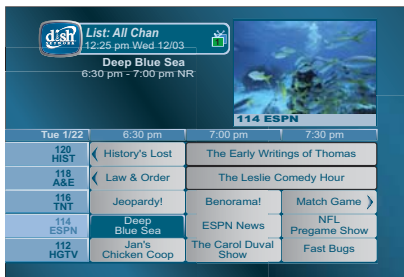 dish
NETWORK
List: All Chan
12:25 pm Wed 12/03
1
Deep Blue Sea
6:30 pm - 7:00 pm NR
114 ESPN
Tue 1/22 6:30 pm 7:00 pm 7:30 pm
120
HIST
History's Lost
The Early Writings of Thomas
118
A&E
Law & Order
The Leslie Comedy Hour
116
TNT
Jeopardy!
Benorama!
Match Game
114
ESPN
Deep
Blue Sea
ESPN News
NFL
Pregame Show
112
HGTV
Jan's
Chicken Coop
The Carol Duval
Show
Fast Bugs